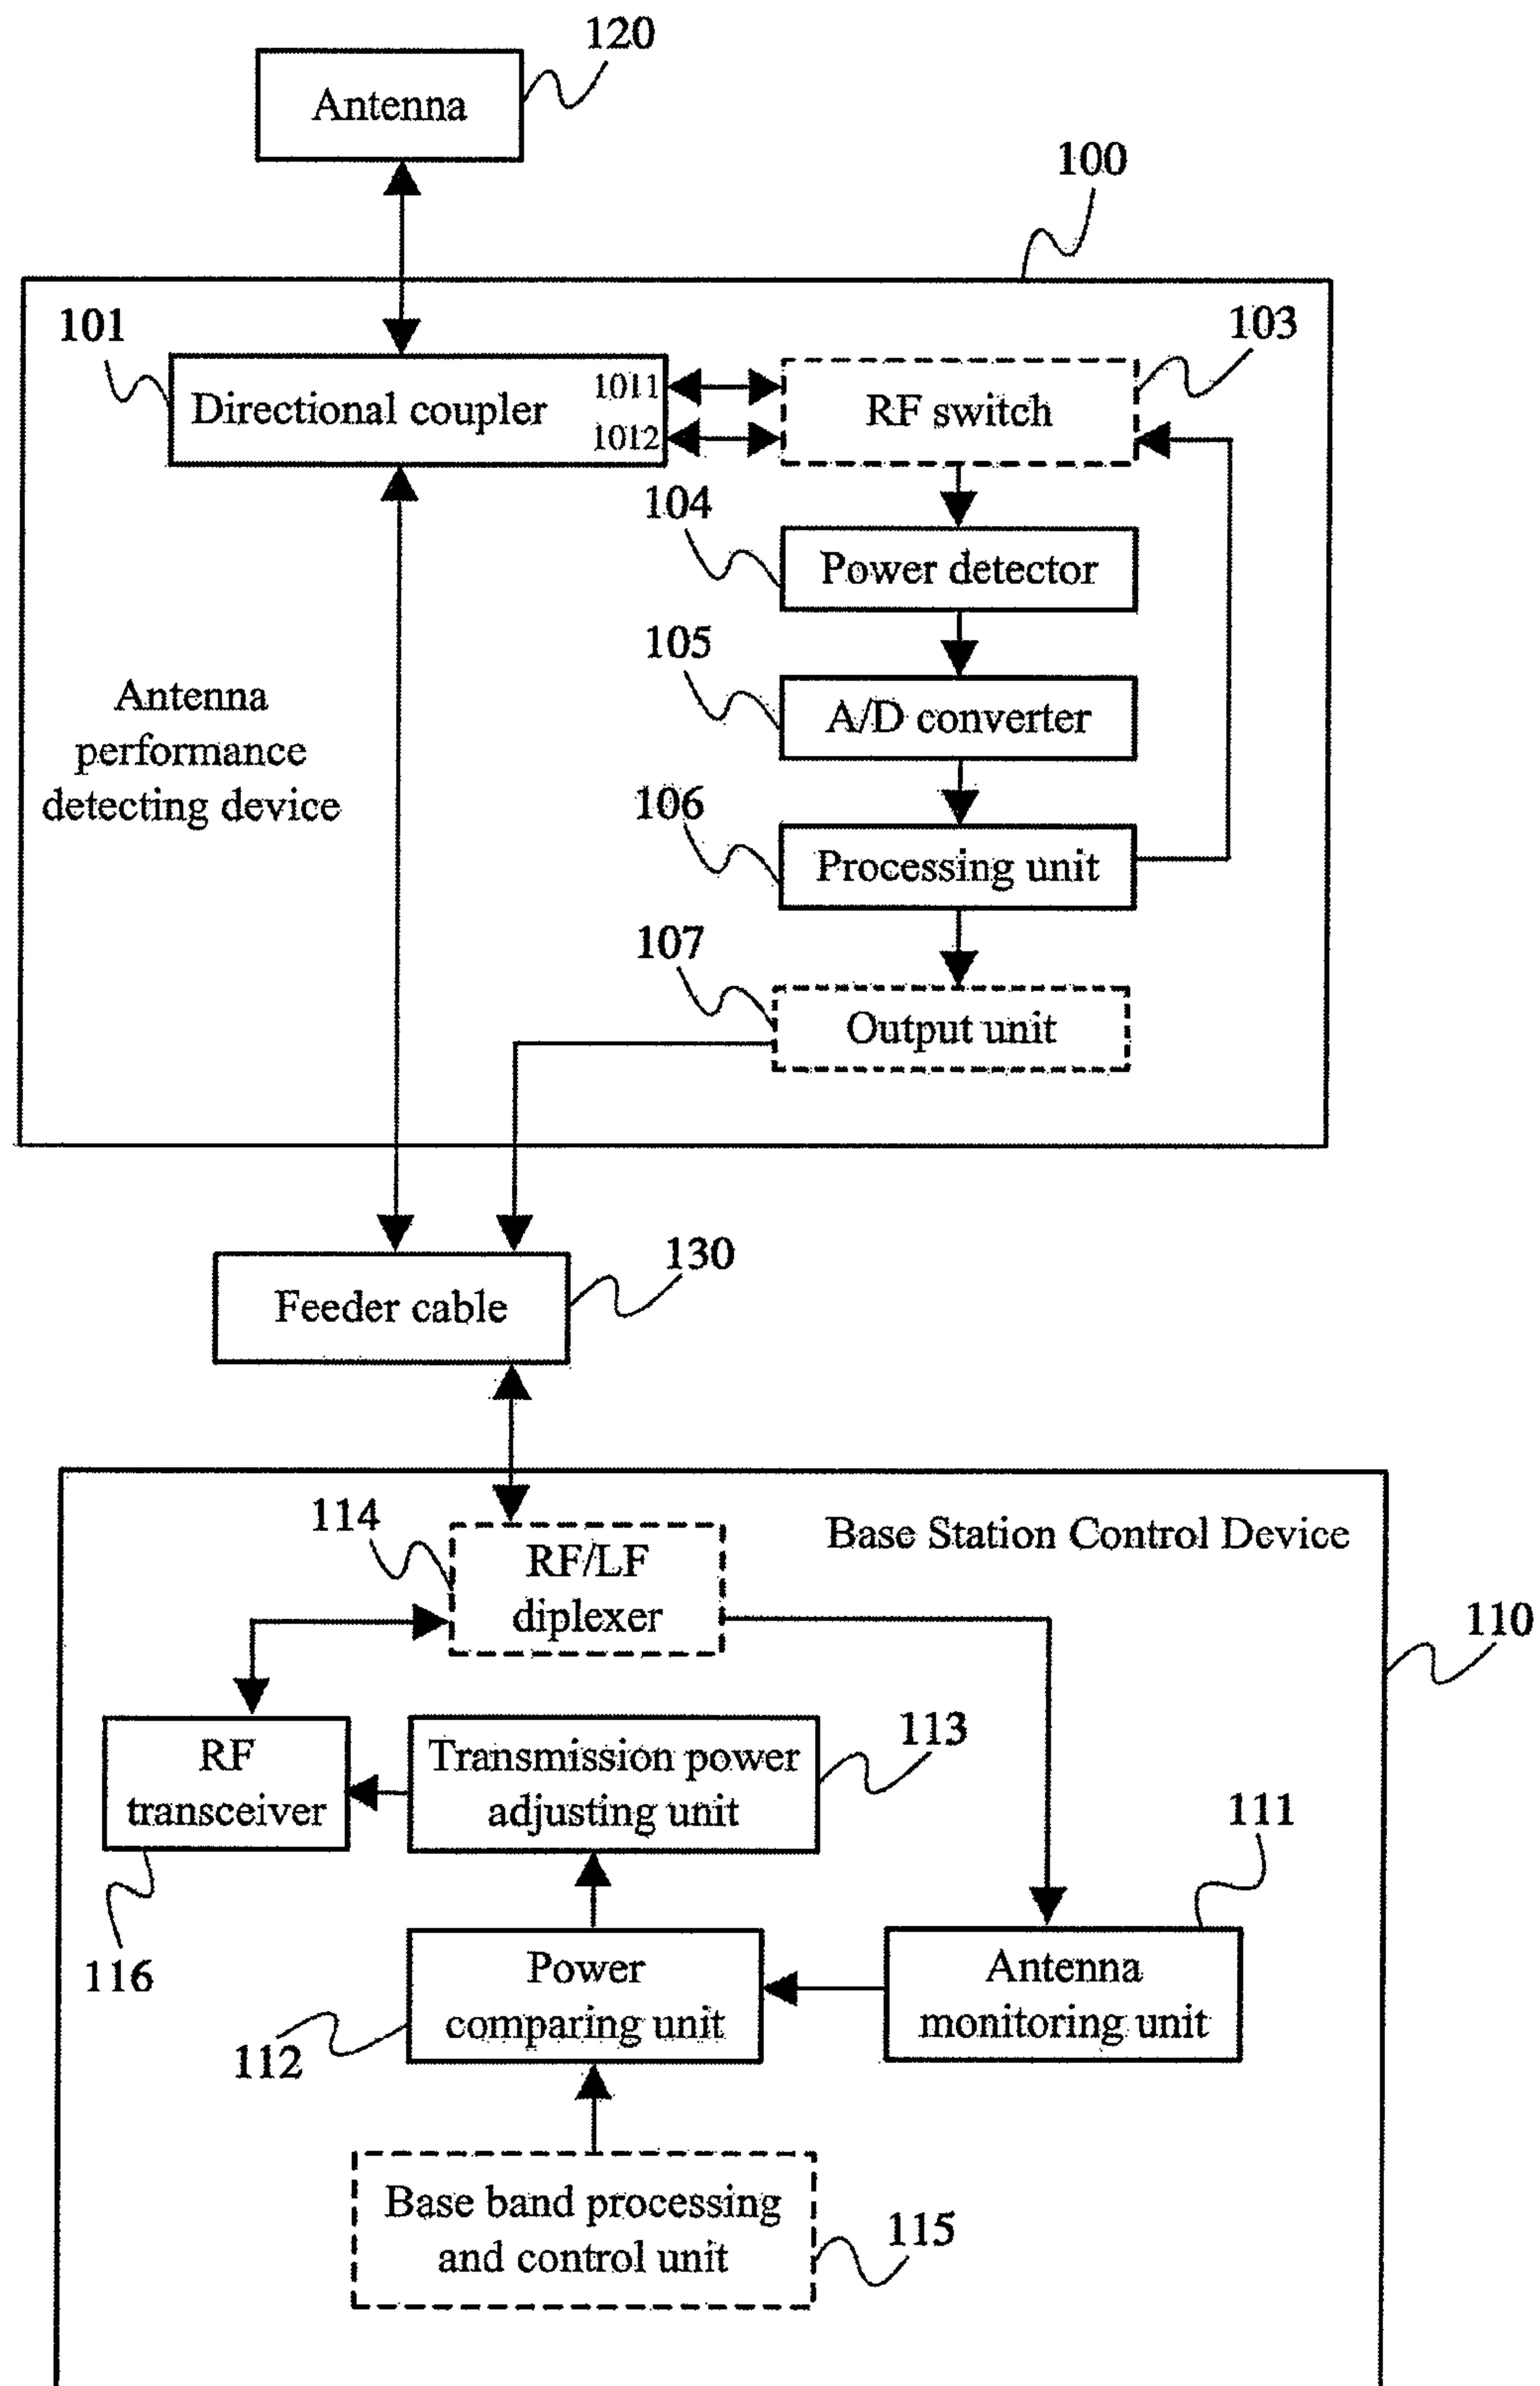 120
Antenna
100
101
103
Directional coupler
1011
1012
RF switch
104
Power detector
105
A/D converter
Antenna
performance
detecting device
106
Processing unit
107
Output unit
130
Feeder cable
114
RF/LF
diplexer
Base Station Control Device
110
RF
transceiver
Transmission power
adjusting unit
113
111
116
Power
comparing unit
Antenna
monitoring unit
112
Base band processing
and control unit
115